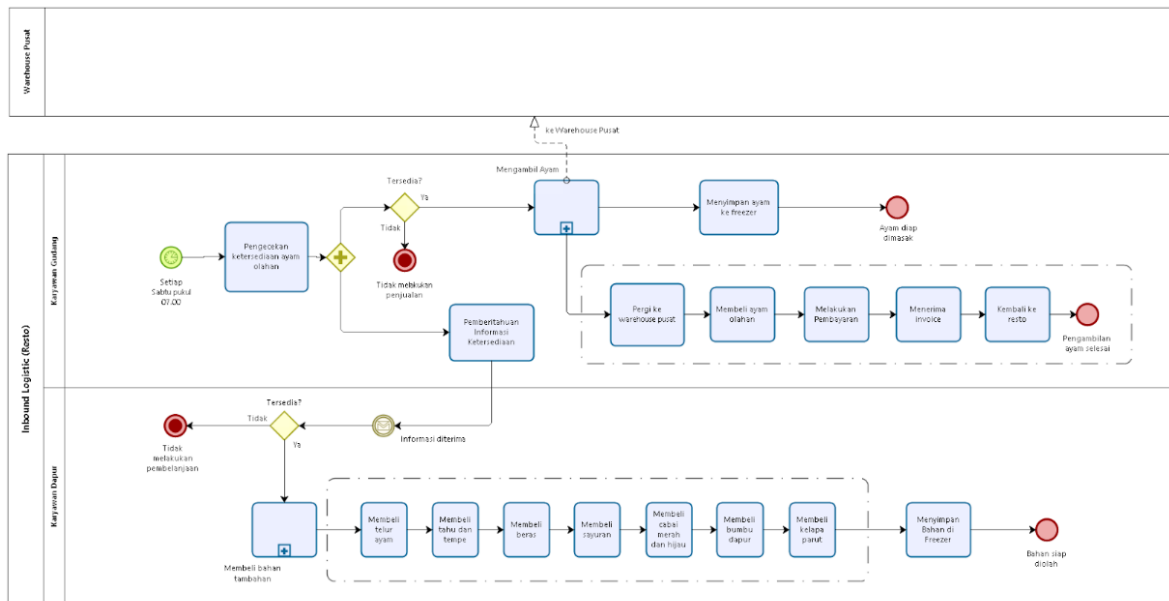 Warehouse Pusat
ke Warehouse Pusat
Inbound Logistic (Resto)
Karyawan Gudang
Setiap
Sabtu pukul
07.00
Pengecekan
ketersediaan ayam
olahan
Tersedia?
Ya
Tidak
Tidak melakukan
penjualan
Mengambil Ayam
Menyimpan ayam
ke freezer
Ayam diap
dimasak
Pemberitahuan
Informasi
Ketersediaan
Pergi ke
warehouse pusat
Membeli ayam
olahan
Melakukan
Pembayaran
Menerima
invoice
Kembali ke
resto
Pengambilan
ayam selesai
Karyawan Dapur
Tersedia?
Tidak
Ya
Tidak
melakukan
pembelanjaan
Informasi diterima
Membeli bahan
tambahan
Membeli
telur
ayam
Membeli
tahu dan
tempe
Membeli
beras
Membeli
sayuran
Membeli
cabai
merah
dan hijau
Membeli
bumbu
dapur
Membeli
kelapa
parut
Menyimpan
Bahan di
Freezer
Bahan siap
diolah